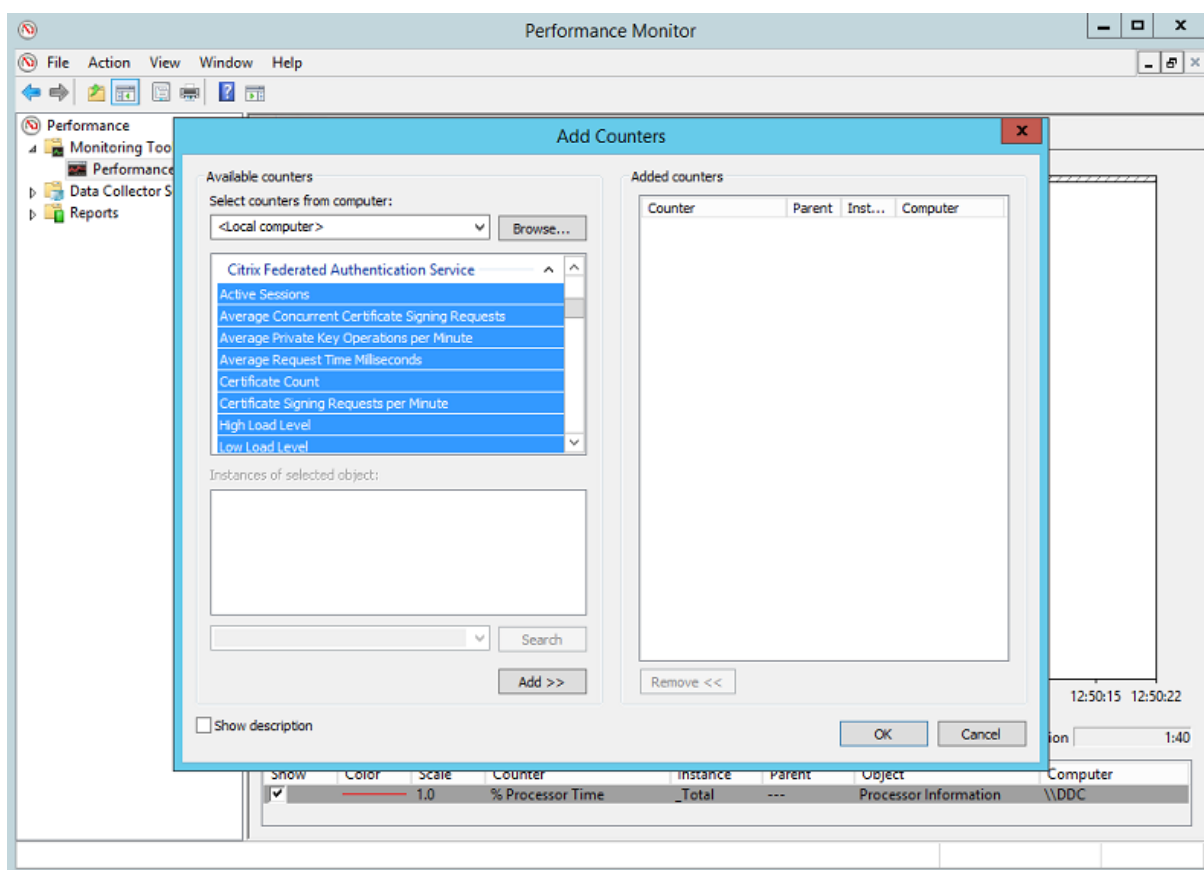 Performance Monitor
File Action View Window Help
Performance
Monitoring Too
Performance
Data Collector S
Reports
Add Counters
Available counters
Select counters from computer:
<Local computer>
Browse...
Citrix Federated Authentication Service
Active Sessions
Average Concurrent Certificate Signing Requests
Average Private Key Operations per Minute
Average Request Time Milliseconds
Certificate Count
Certificate Signing Requests per Minute
High Load Level
Low Load Level
Instances of selected object:
Search
Add >>
Show description
Added counters
Counter Parent Inst... Computer
Remove <<
OK Cancel
12:50:15 12:50:22
ion 1:40
Show Color Scale Counter Instance Parent Object Computer
1.0 % Processor Time _Total --- Processor Information \\DDC